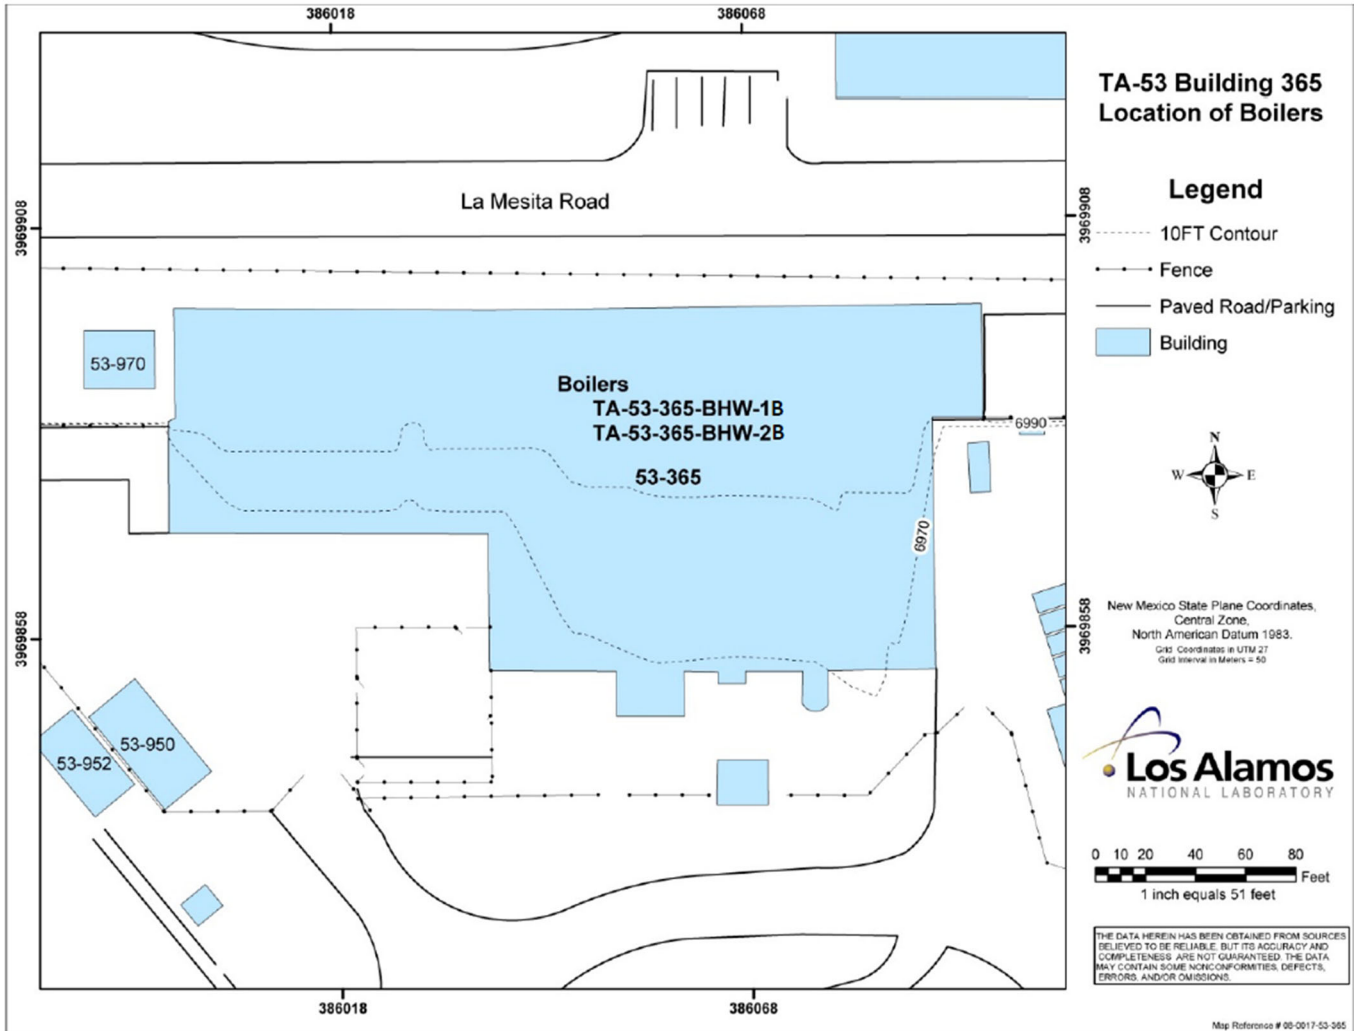 386018
386068
TA-53 Building 365
Location of Boilers
Legend
10FT Contour
Fence
Paved Road/Parking
Building
La Mesita Road
3969908
3969908
53-970
Boilers
TA-53-365-BHW-1B
TA-53-365-BHW-2B
53-365
6990
6970
N
W
E
S
New Mexico State Plane Coordinates,
Central Zone,
North American Datum 1983.
Grid Coordinates in UTM 27
Grid Interval in Meters = 50
3969858
3969858
53-950
53-952
Los Alamos
NATIONAL LABORATORY
0 10 20 40 60 80
Feet
1 inch equals 51 feet
THE DATA HEREIN HAS BEEN OBTAINED FROM SOURCES
BELIEVED TO BE RELIABLE, BUT ITS ACCURACY AND
COMPLETENESS ARE NOT GUARANTEED. THE DATA
MAY CONTAIN SOME NONCONFORMITIES, DEFECTS,
ERRORS, AND/OR OMISSIONS.
386018
386068
Map Reference # 08-0017-53-365